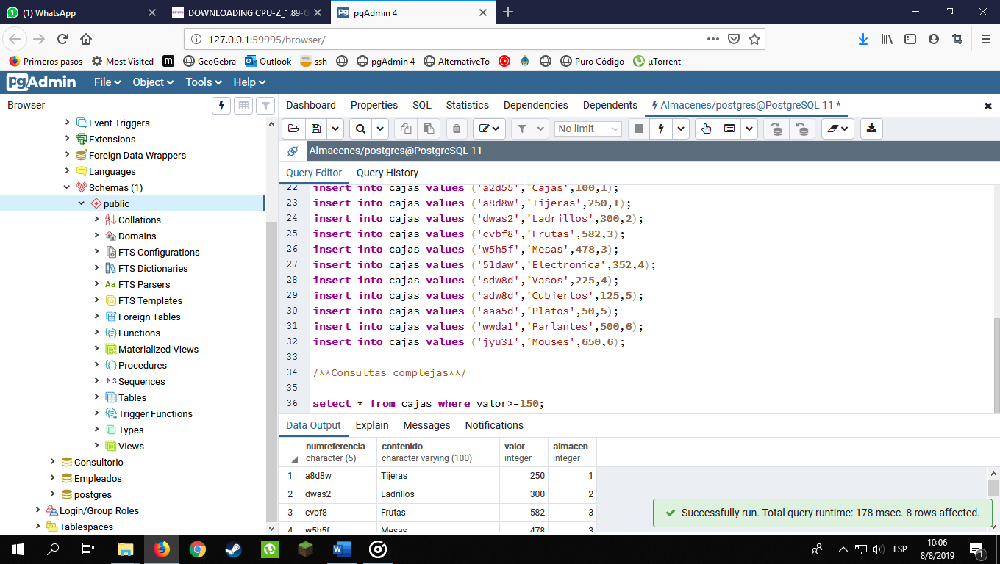 (1) WhatsApp
DOWNLOADING CPU-Z_1.89-G
pgAdmin 4
127.0.0.1:59995/browser/
Primeros pasos Most Visited m GeoGebra Outlook ssh pgAdmin 4 AlternativeTo Puro Código µTorrent
pgAdmin File Object Tools Help
Browser
Dashboard Properties SQL Statistics Dependencies Dependents Almacenes/postgres@PostgreSQL 11 *
No limit
Almacenes/postgres@PostgreSQL 11
Query Editor Query History
Event Triggers
Extensions
Foreign Data Wrappers
Languages
Schemas (1)
public
Collations
Domains
FTS Configurations
FTS Dictionaries
Aa FTS Parsers
FTS Templates
Foreign Tables
Functions
Materialized Views
Procedures
1..3 Sequences
Tables
Trigger Functions
Types
Views
Consultorio
Empleados
postgres
Login/Group Roles
Tablespaces
22 insert into cajas values ('a2d55','Cajas',100,1);
23 insert into cajas values ('a8d8w','Tijeras',250,1);
24 insert into cajas values ('dwas2','Ladrillos',300,2);
25 insert into cajas values ('cvbf8','Frutas',582,3);
26 insert into cajas values ('w5h5f','Mesas',478,3);
27 insert into cajas values ('51daw','Electronica',352,4);
28 insert into cajas values ('sdw8d','Vasos',225,4);
29 insert into cajas values ('adw8d','Cubiertos',125,5);
30 insert into cajas values ('aaa5d','Platos',50,5);
31 insert into cajas values ('wwda1','Parlantes',500,6);
32 insert into cajas values ('jyu31','Mouses',650,6);
33
34 /**Consultas complejas**/
35
36 select * from cajas where valor>=150;
Data Output Explain Messages Notifications
numreferencia contenido valor almacen
character (5) character varying (100) integer integer
1 a8d8w Tijeras 250 1
2 dwas2 Ladrillos 300 2
3 cvbf8 Frutas 582 3
4 w5h5f Mesas 478 3
Successfully run. Total query runtime: 178 msec. 8 rows affected.
ESP
10:06
8/8/2019
1